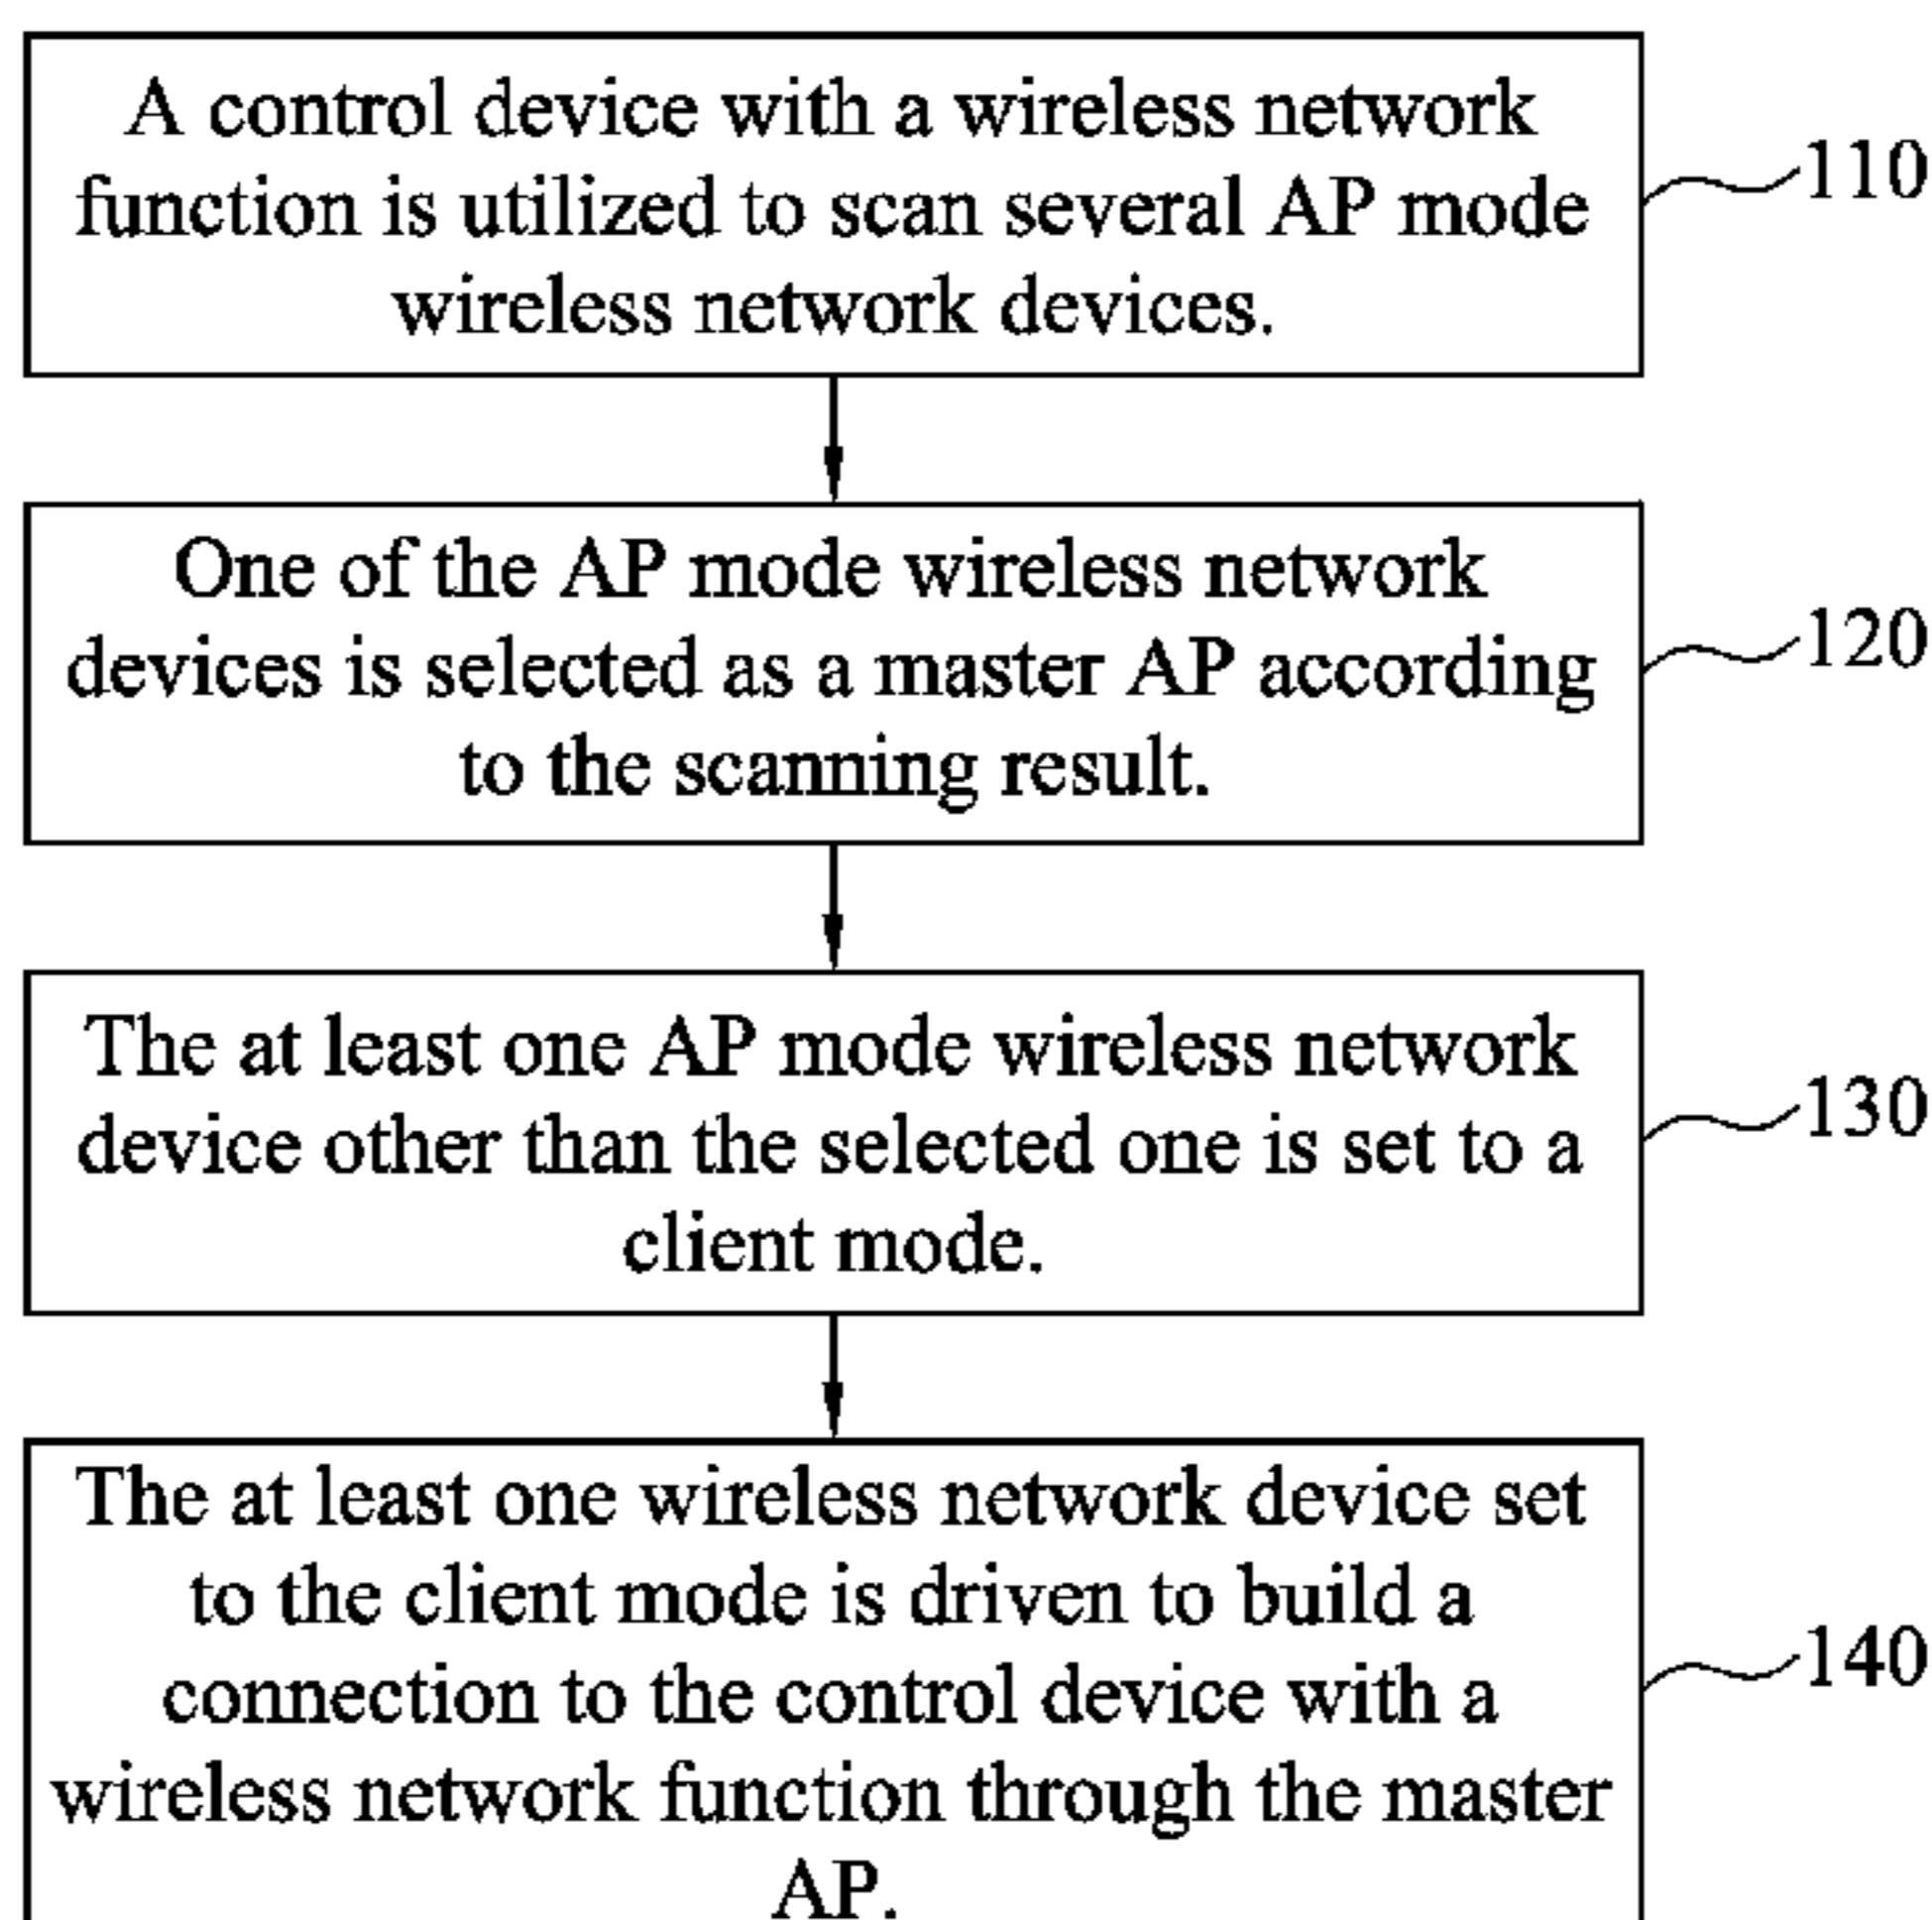 A control device with a wireless network
function is utilized to scan several AP mode
wireless network devices.
110
One of the AP mode wireless network
devices is selected as a master AP according
to the scanning result.
120
The at least one AP mode wireless network
device other than the selected one is set to a
client mode.
130
The at least one wireless network device set
to the client mode is driven to build a
connection to the control device with a
wireless network function through the master
AP.
140